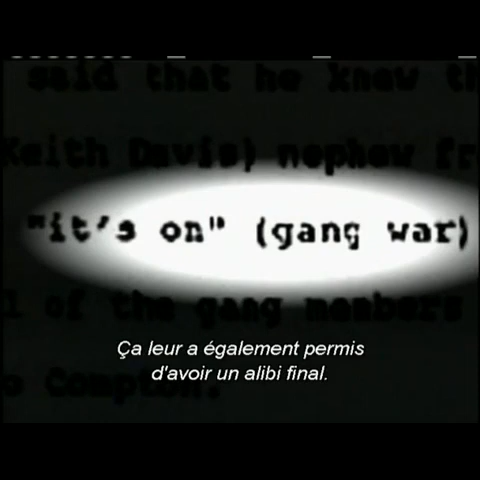 said that he knew th
Keith Davis) nephew fr
"it's on" (gang war)
l of the gang members
o Compton.
Ça leur a également permis
d'avoir un alibi final.